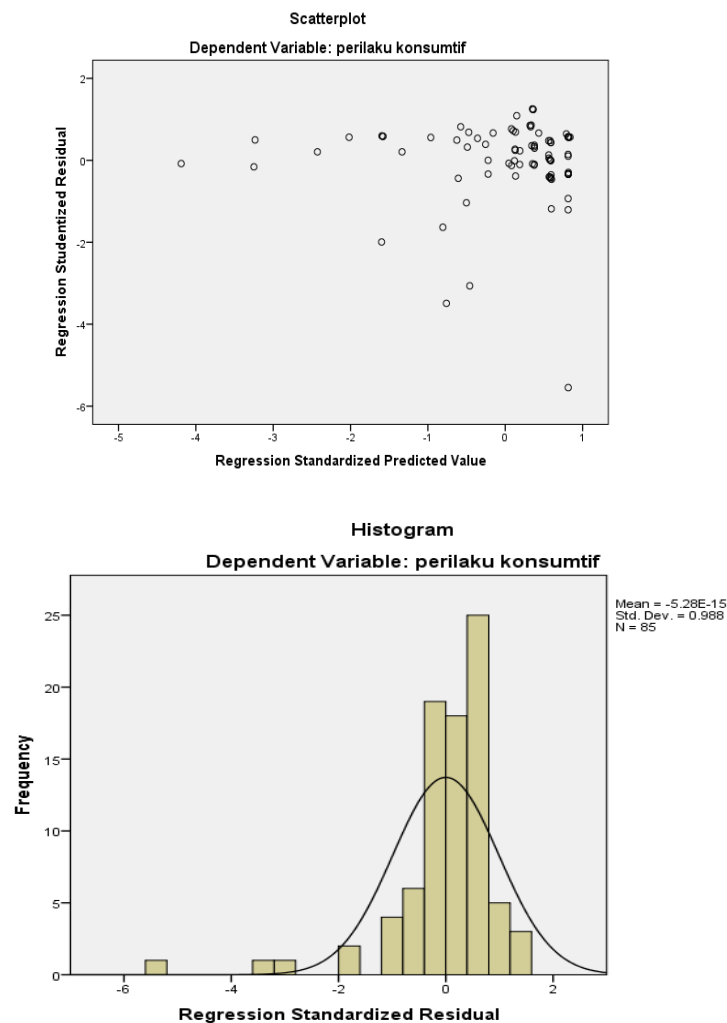 Scatterplot
Dependent Variable: perilaku konsumtif
Regression Studentized Residual
2
0
-2
-4
-6
-5 -4 -3 -2 -1 0 1
Regression Standardized Predicted Value
Histogram
Dependent Variable: perilaku konsumtif
Mean = -5.28E-15
Std. Dev. = 0.988
N = 85
Frequency
25
20
15
10
5
0
-6 -4 -2 0 2
Regression Standardized Residual